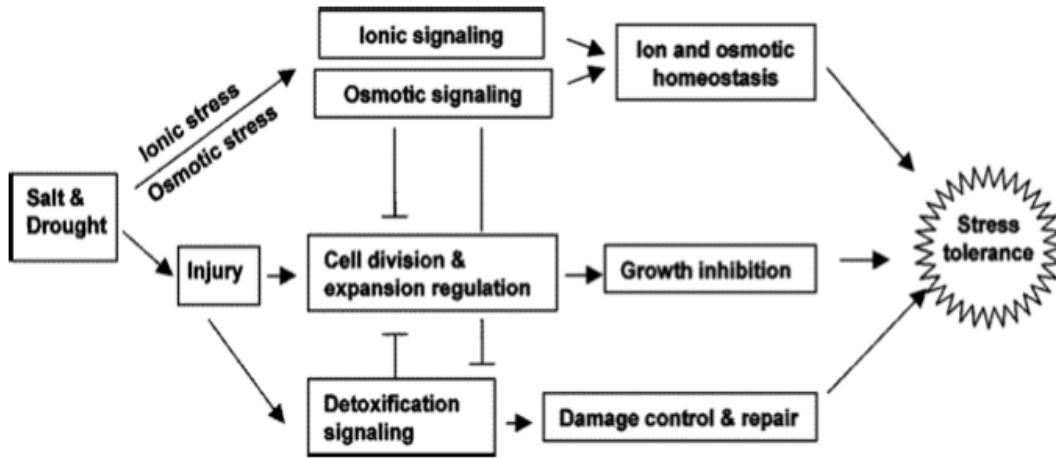 Ionic signaling
Osmotic signaling
Ion and osmotic
homeostasis
Ionic stress
Osmotic stress
Salt &
Drought
Injury
Cell division &
expansion regulation
Growth inhibition
Stress
tolerance
Detoxification
signaling
Damage control & repair